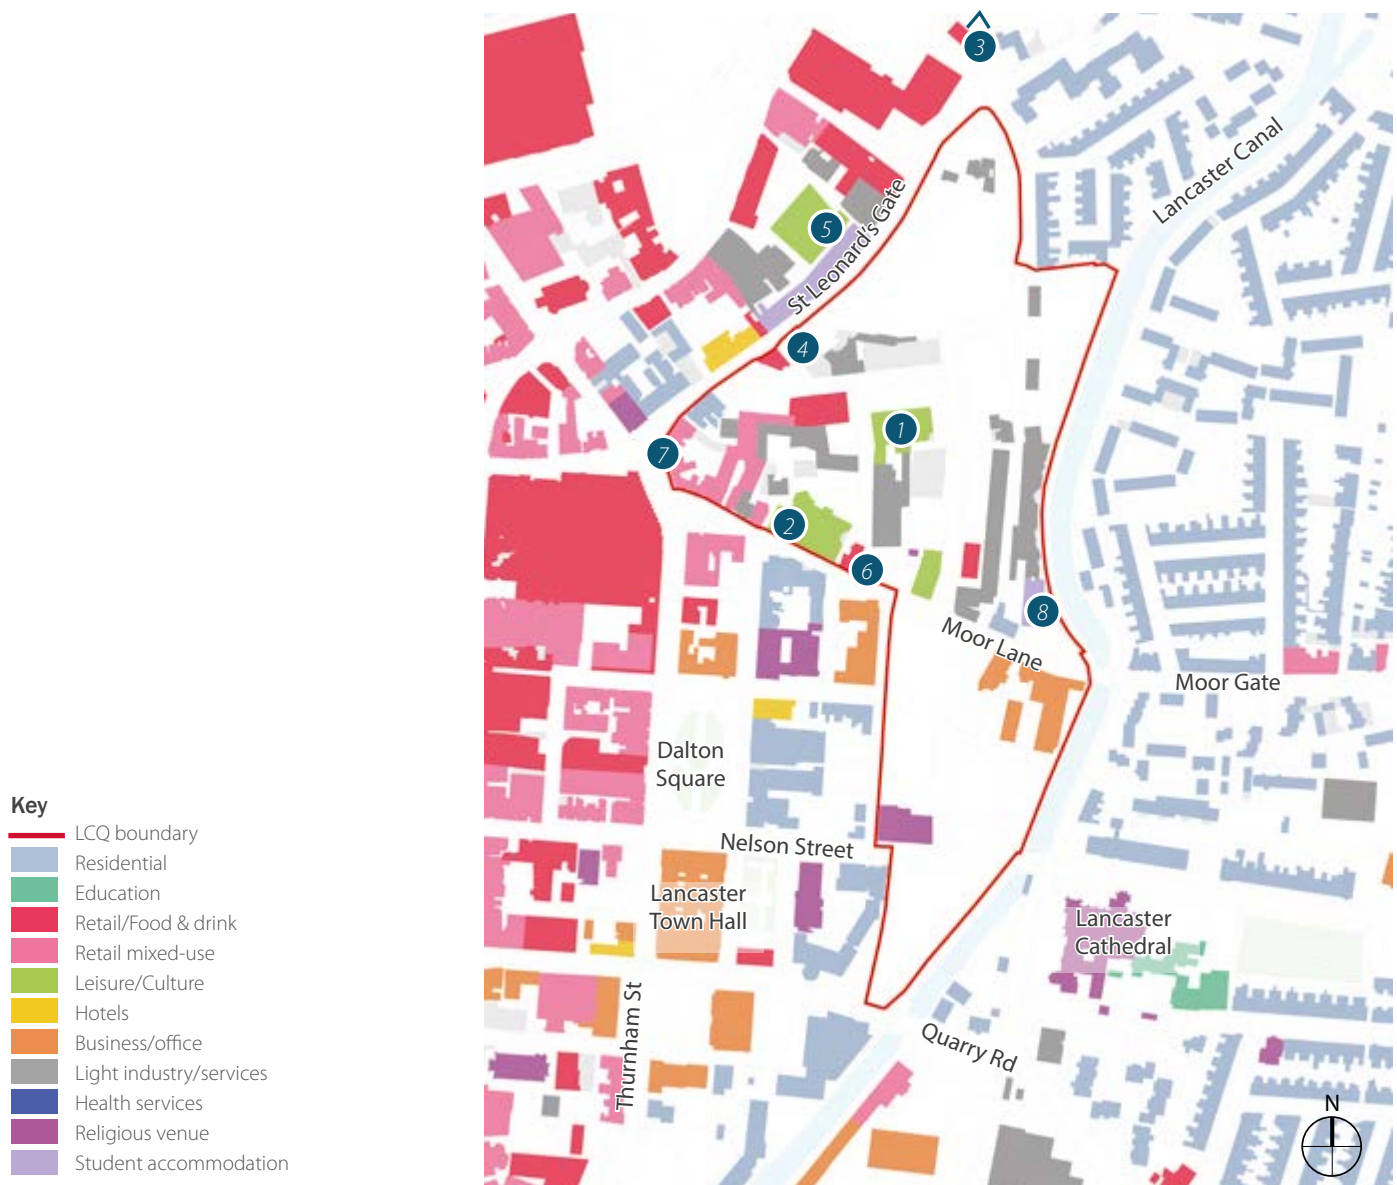 3
Lancaster Canal
5
St Leonard's Gate
4
1
7
2
6
8
Moor Lane
Moor Gate
Dalton
Square
Nelson Street
Lancaster
Town Hall
Lancaster
Cathedral
Thurnham St
Quarry Rd
N
Key
LCQ boundary
Residential
Education
Retail/Food & drink
Retail mixed-use
Leisure/Culture
Hotels
Business/office
Light industry/services
Health services
Religious venue
Student accommodation